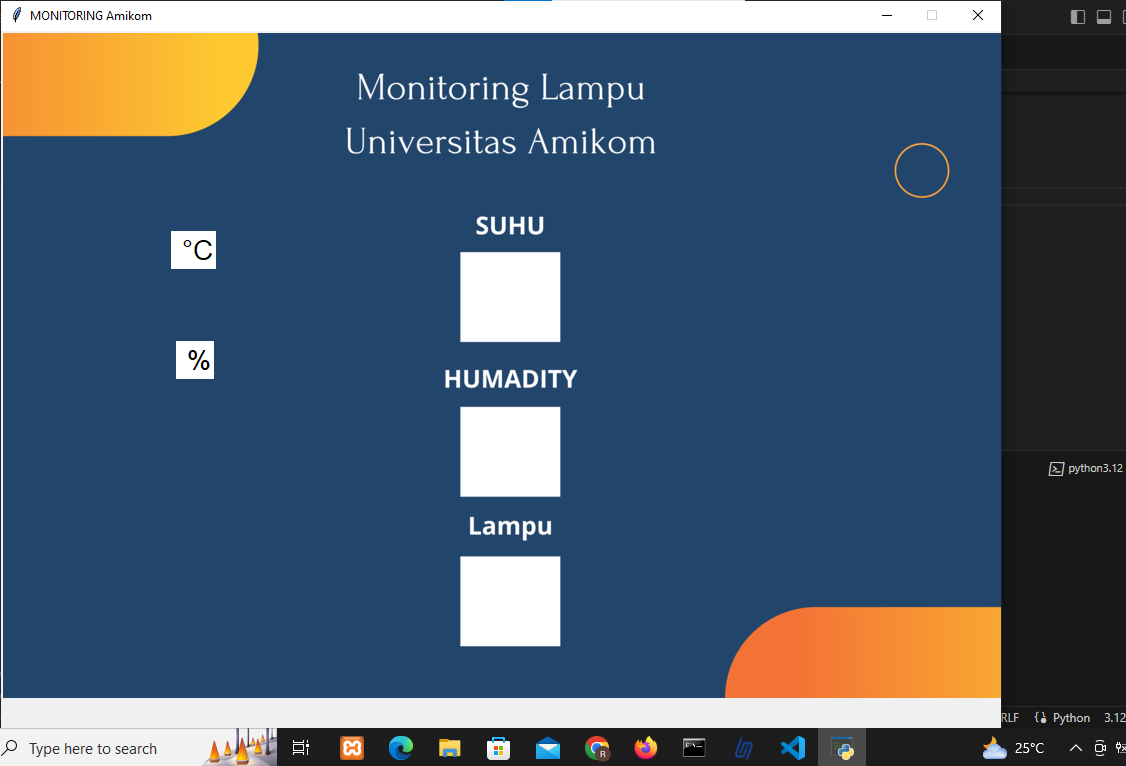 MONITORING Amikom
Monitoring Lampu
Universitas Amikom
SUHU
°C
%
HUMADITY
Lampu
python3.12
RLF
Python
3.12
Type here to search
R
25°C